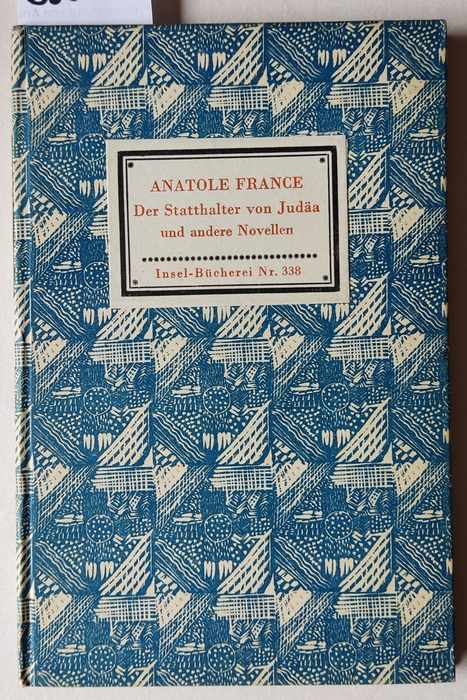 ANATOLE FRANCE
Der Statthalter von Judäa
und andere Novellen
Insel-Bücherei Nr. 338